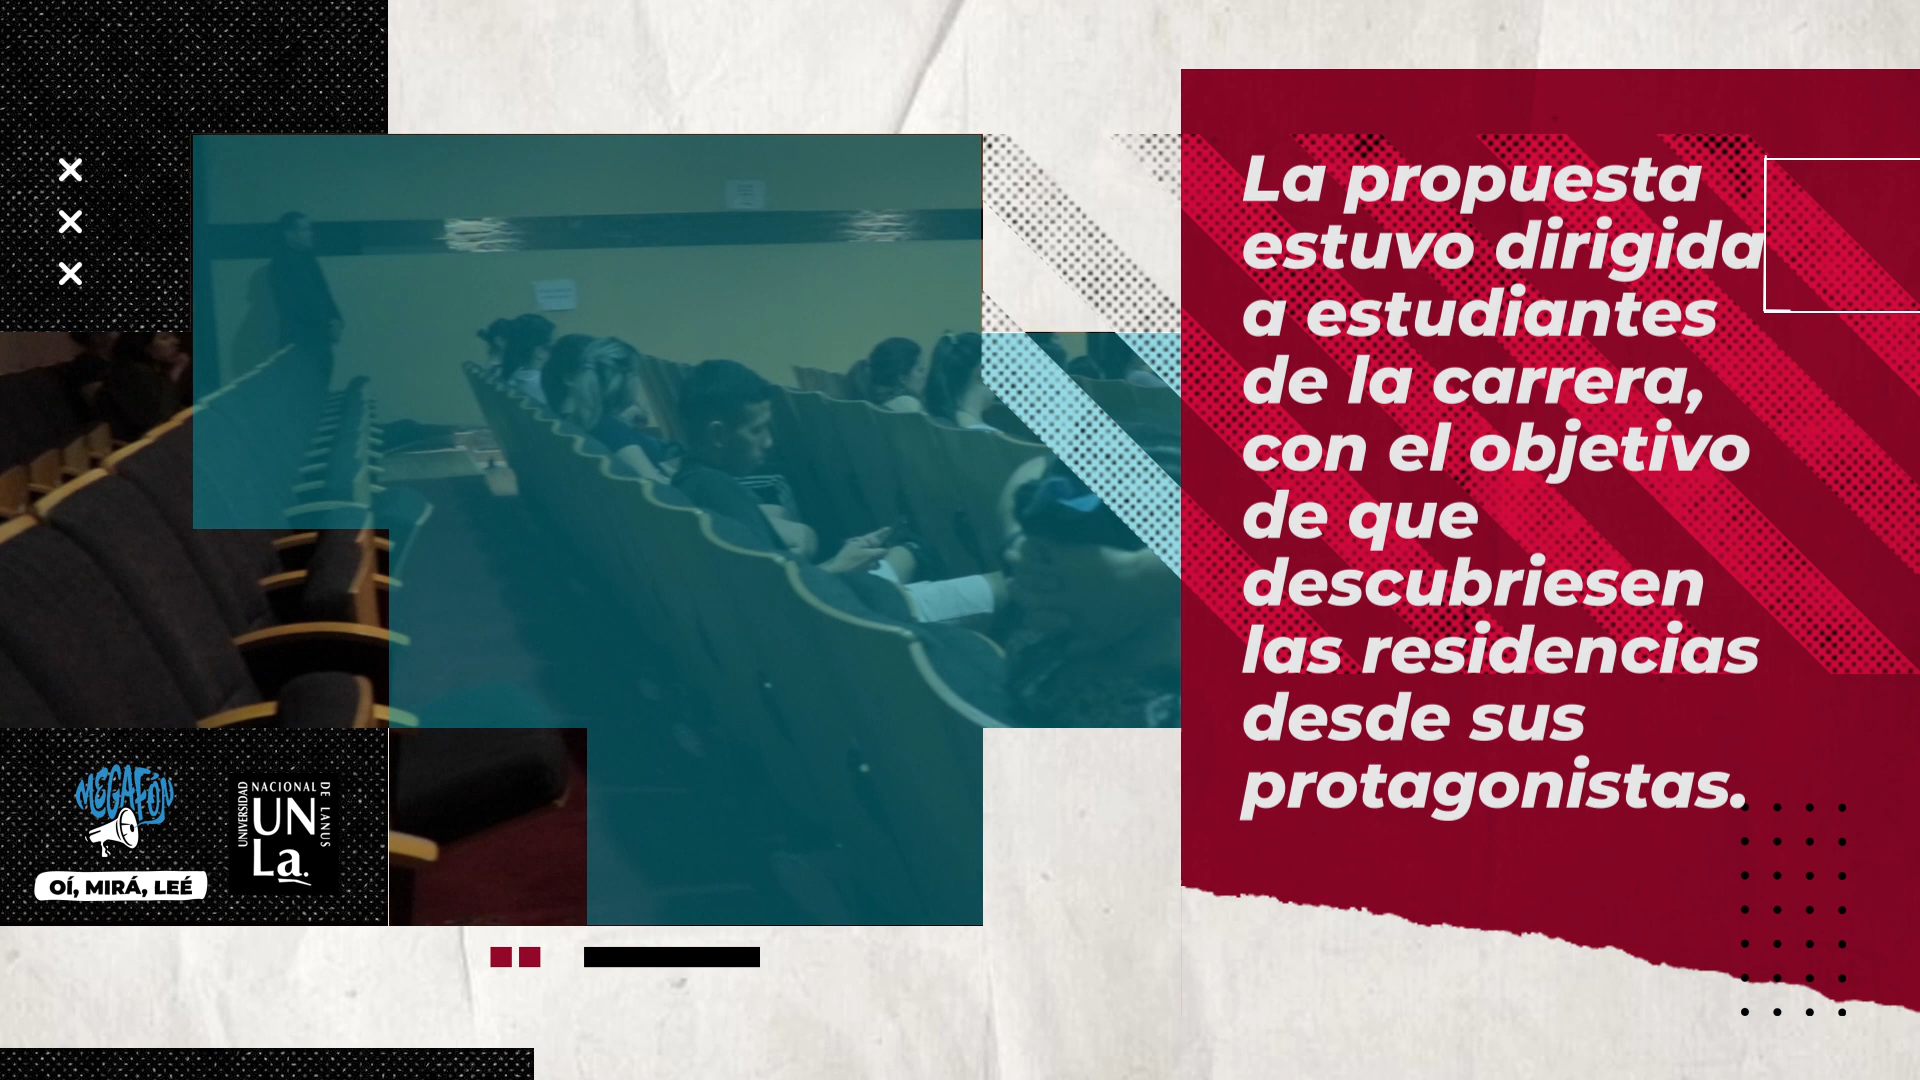 La propuesta
estuvo dirigida
a estudiantes
de la carrera,
con el objetivo
de que
descubriesen
las residencias
desde sus
protagonistas.
MEGAFÓN
OÍ, MIRÁ, LEÉ
UNIVERSIDAD
NACIONAL
DE LANUS
UN
La.